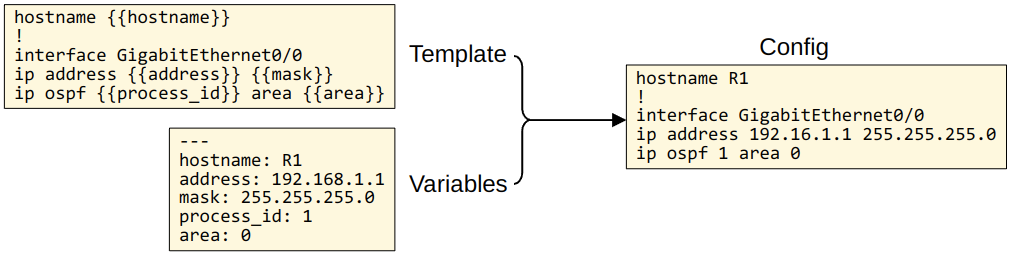 hostname {{hostname}}
!
interface GigabitEthernet0/0
ip address {{address}} {{mask}}
ip ospf {{process_id}} area {{area}}
Template
---
hostname: R1
address: 192.168.1.1
mask: 255.255.255.0
process_id: 1
area: 0
Variables
Config
hostname R1
!
interface GigabitEthernet0/0
ip address 192.16.1.1 255.255.255.0
ip ospf 1 area 0